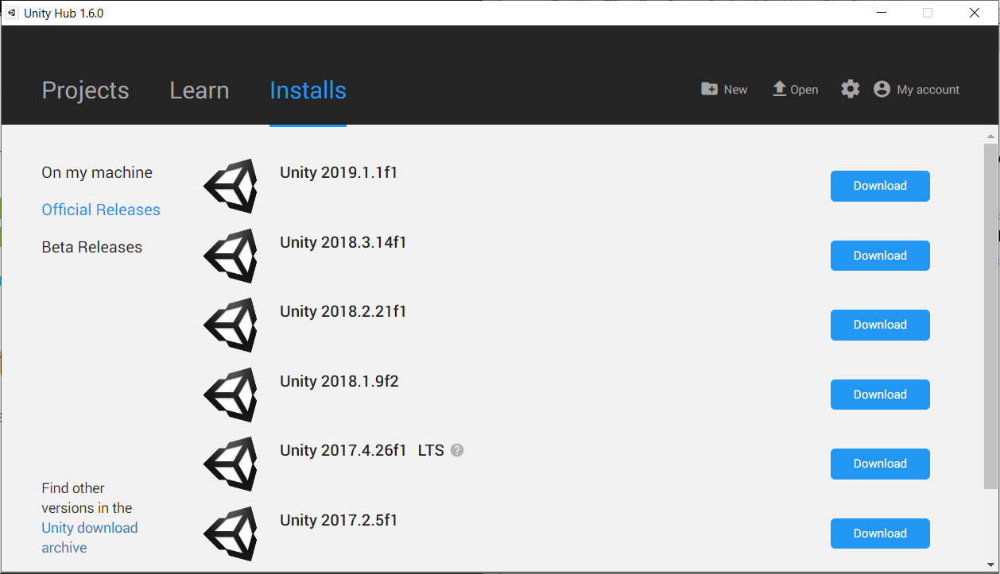 Unity Hub 1.6.0
Projects
Learn
Installs
New
Open
My account
On my machine
Official Releases
Beta Releases
Find other
versions in the
Unity download
archive
Unity 2019.1.1f1
Download
Unity 2018.3.14f1
Download
Unity 2018.2.21f1
Download
Unity 2018.1.9f2
Download
Unity 2017.4.26f1 LTS ?
Download
Unity 2017.2.5f1
Download